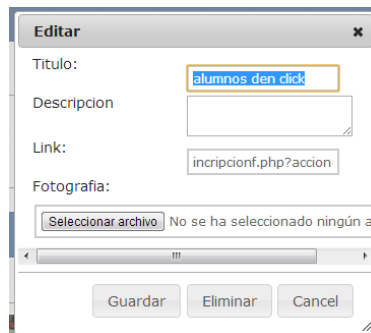 Editar
Titulo:
alumnos den click
Descripcion
Link:
incripcionf.php?accion
Fotografia:
Seleccionar archivo No se ha seleccionado ningún a
Guardar Eliminar Cancel